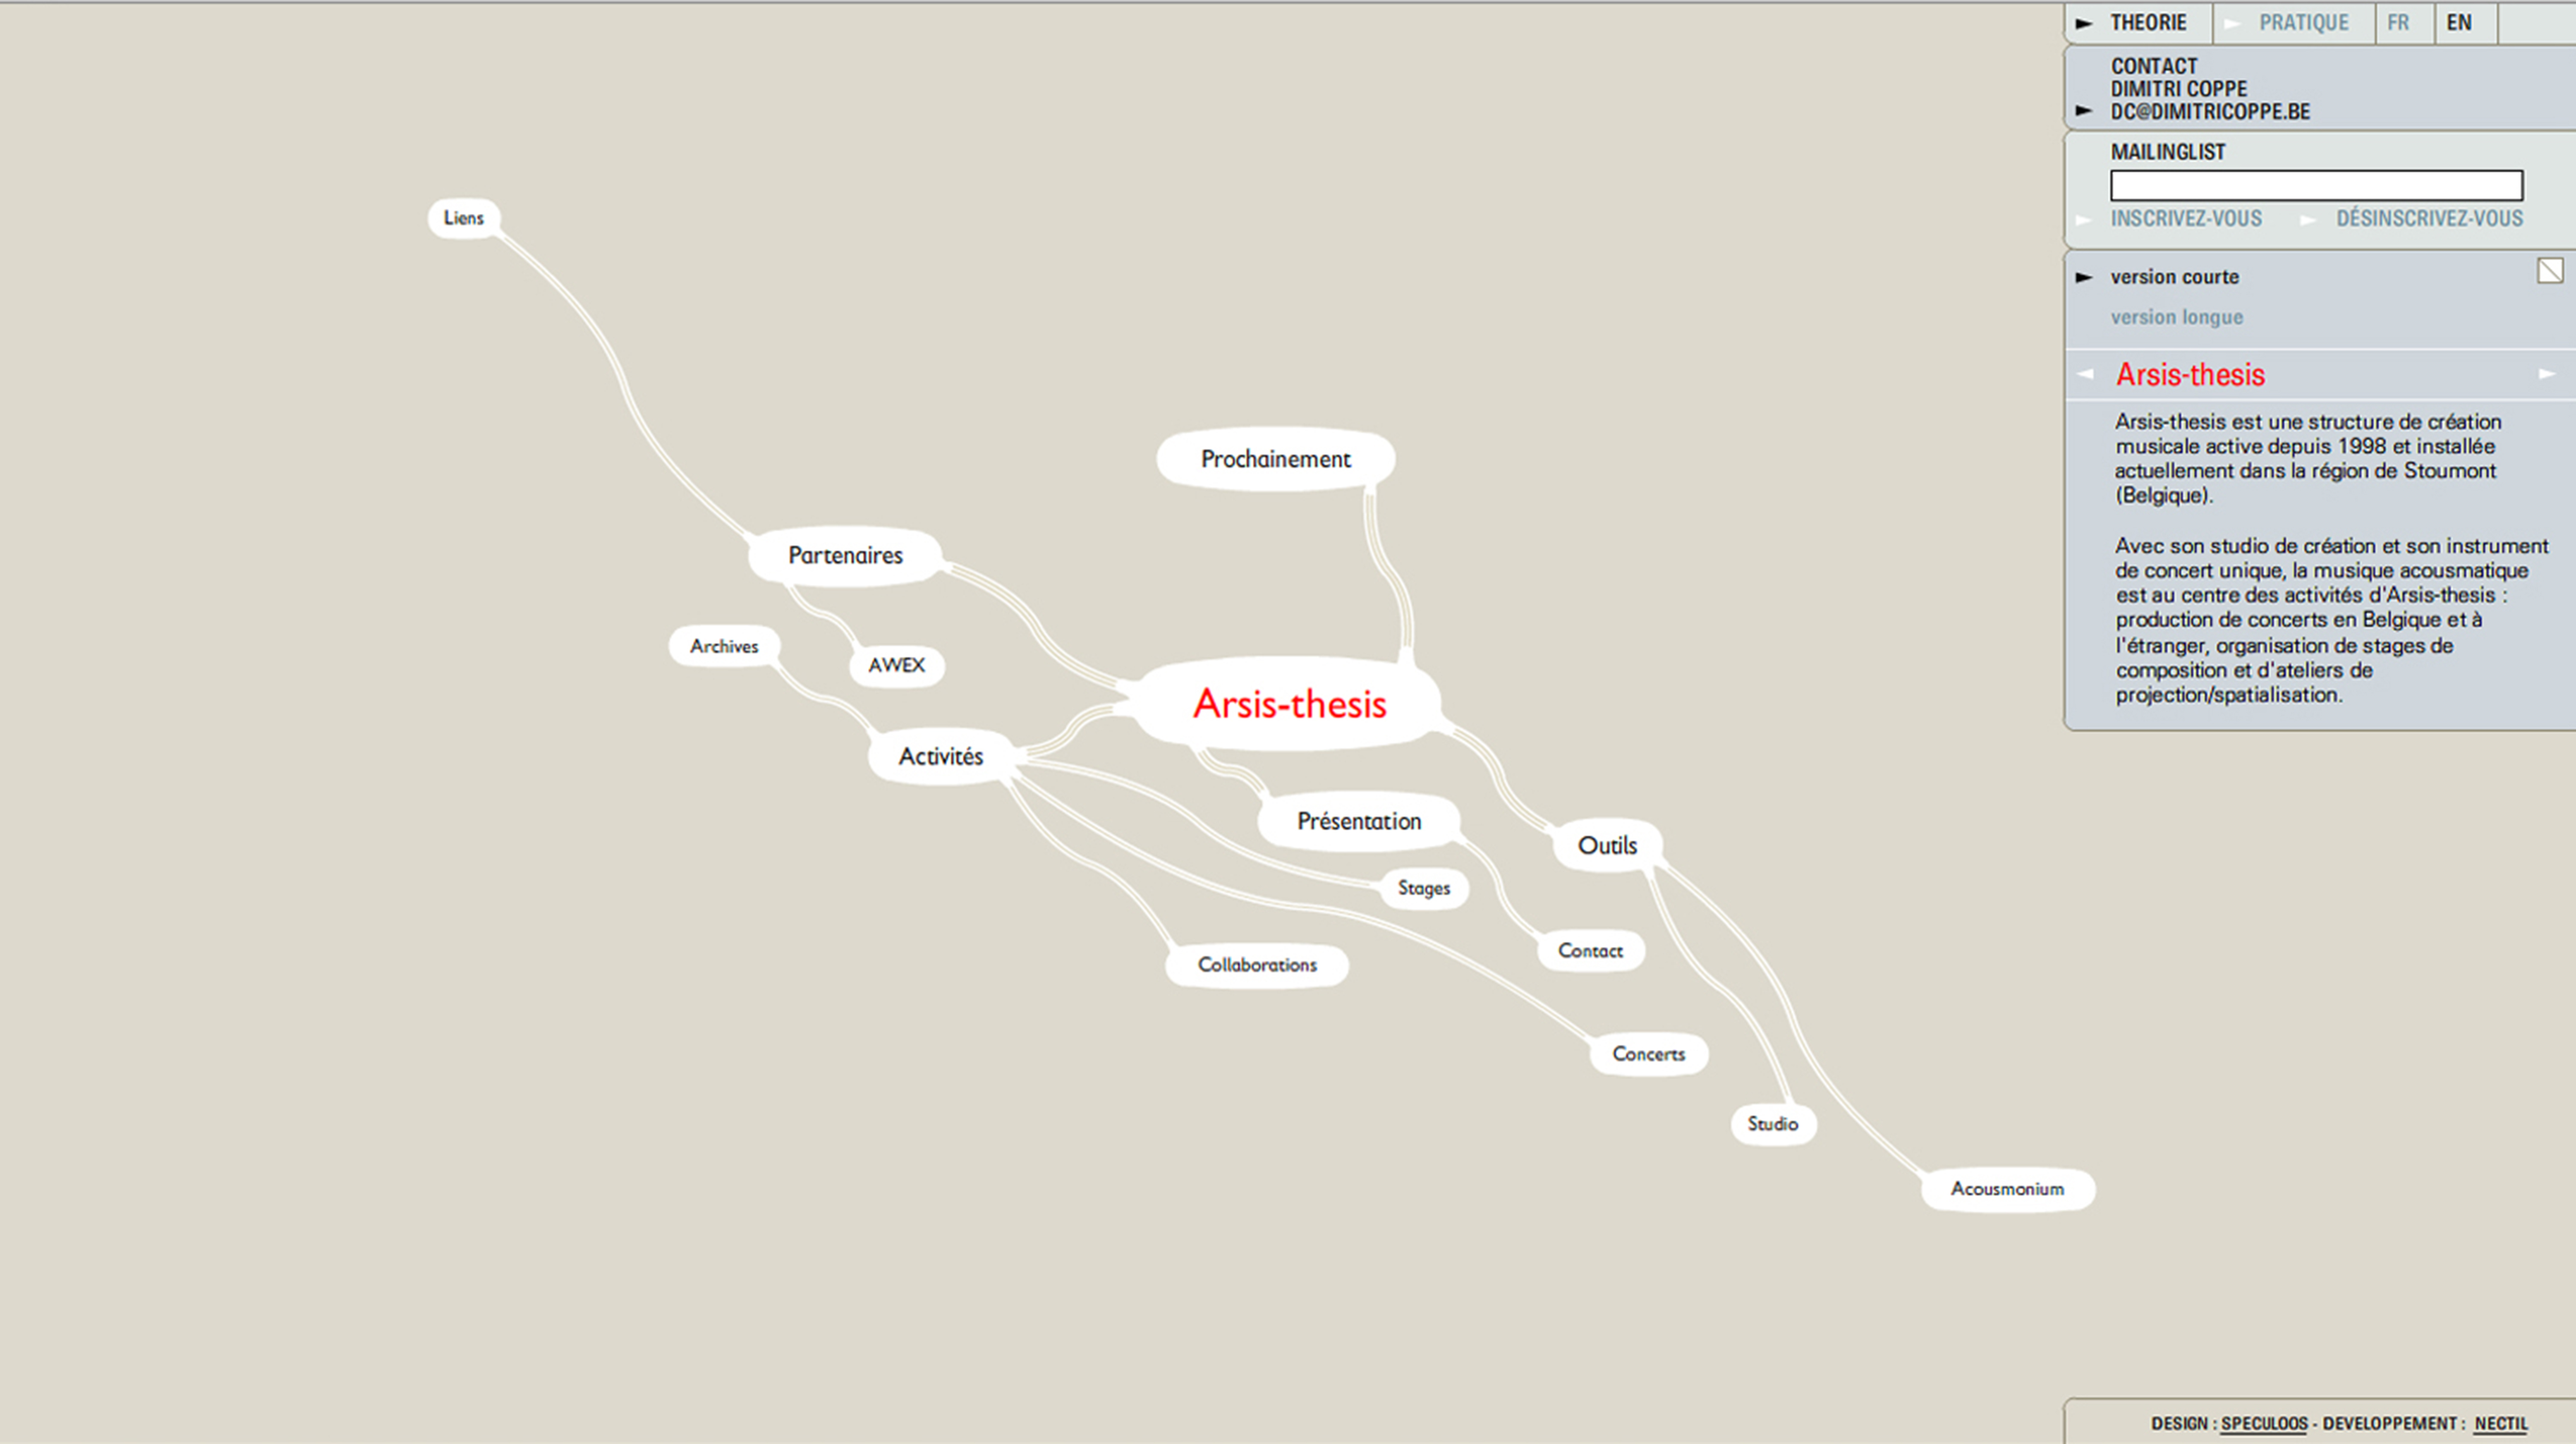 THEORIE PRATIQUE FR EN
CONTACT
DIMITRI COPPE
DC@DIMITRICOPPE.BE
MAILINGLIST
INSCRIVEZ-VOUS DÉSINSCRIVEZ-VOUS
version courte
version longue
Arsis-thesis
Arsis-thesis est une structure de création
musicale active depuis 1998 et installée
actuellement dans la région de Stoumont
(Belgique).
Avec son studio de création et son instrument
de concert unique, la musique acousmatique
est au centre des activités d'Arsis-thesis :
production de concerts en Belgique et à
l'étranger, organisation de stages de
composition et d'ateliers de
projection/spatialisation.
Liens
Prochainement
Partenaires
Archives
AWEX
Arsis-thesis
Activités
Présentation
Outils
Stages
Contact
Collaborations
Concerts
Studio
Acousmonium
DESIGN : SPECULOOS - DEVELOPPEMENT : NECTIL